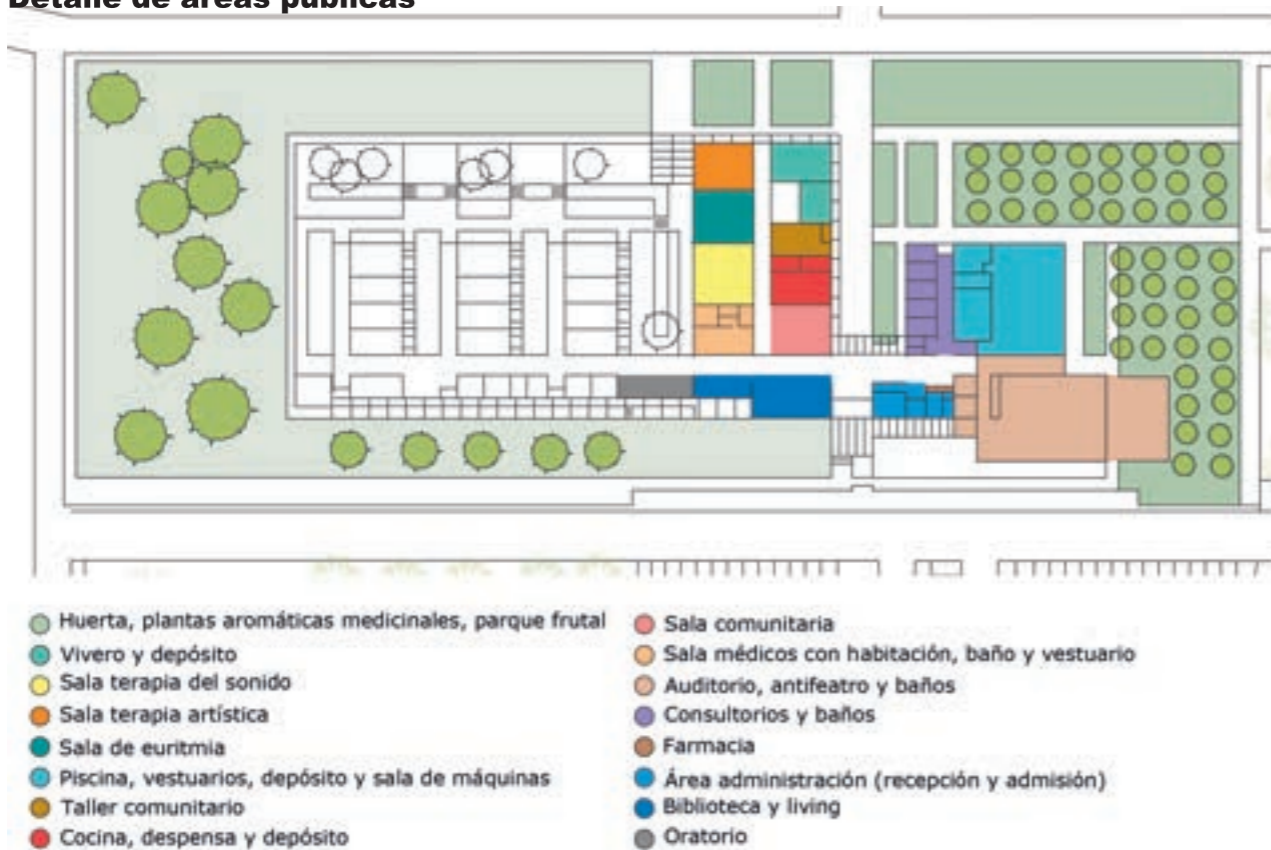 Detalle de áreas públicas
Huerta, plantas aromáticas medicinales, parque frutal
Vivero y depósito
Sala terapia del sonido
Sala terapia artística
Sala de euritmia
Piscina, vestuarios, depósito y sala de máquinas
Taller comunitario
Cocina, despensa y depósito
Sala comunitaria
Sala médicos con habitación, baño y vestuario
Auditorio, antifeatro y baños
Consultorios y baños
Farmacia
Área administración (recepción y admisión)
Biblioteca y living
Oratorio